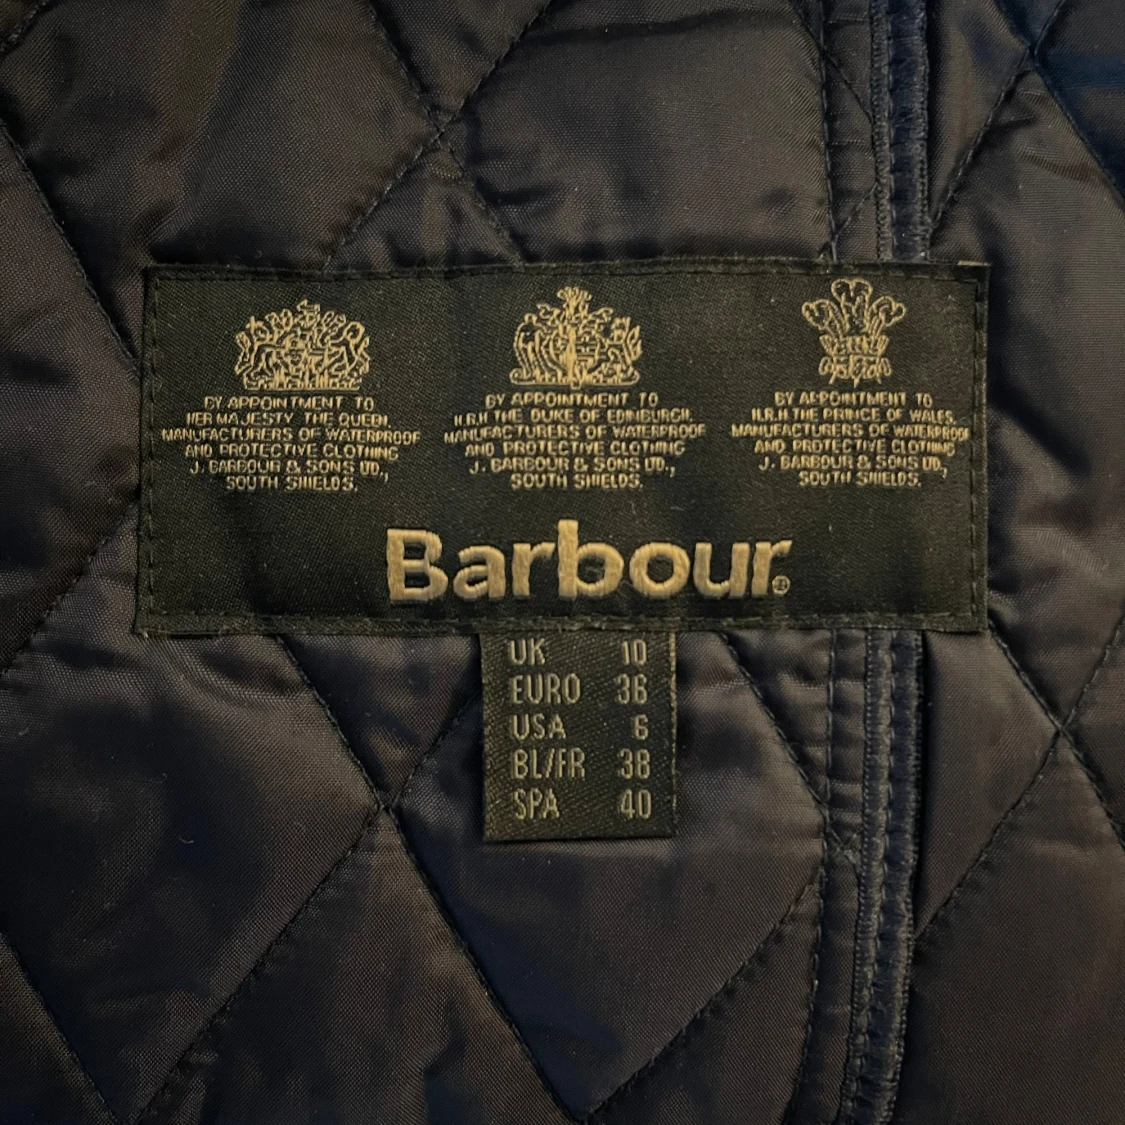 BY APPOINTMENT TO
HER MAJESTY THE QUEEN,
MANUFACTURERS OF WATERPROOF
AND PROTECTIVE CLOTHING
J. BARBOUR & SONS LTD.,
SOUTH SHIELDS.
BY APPOINTMENT TO
H.R.H THE DUKE OF EDINBURGH,
MANUFACTURERS OF WATERPROOF
AND PROTECTIVE CLOTHING
J. BARBOUR & SONS LTD.,
SOUTH SHIELDS.
BY APPOINTMENT TO
H.R.H THE PRINCE OF WALES,
MANUFACTURERS OF WATERPROOF
AND PROTECTIVE CLOTHING
J. BARBOUR & SONS LTD.,
SOUTH SHIELDS.
Barbour®
UK 10
EURO 36
USA 6
BL/FR 38
SPA 40